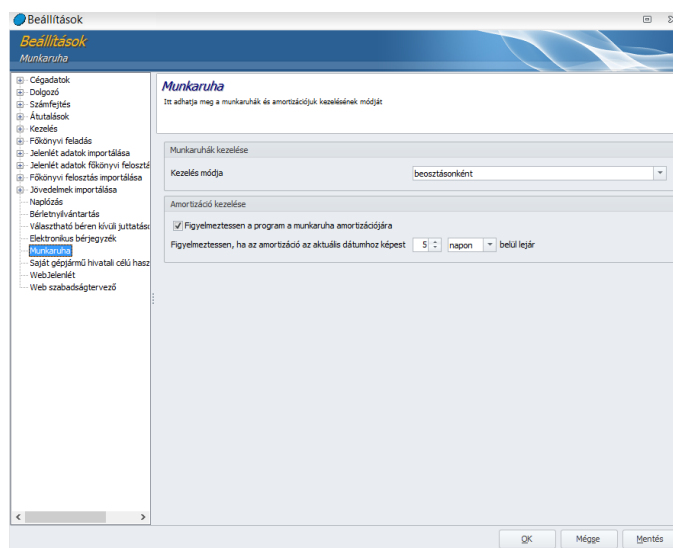 Beállítások
Beállítások
Munkaruha
Cégadatok
Dolgozó
Számfejtés
Átutalások
Kezelés
Főkönyvi feladás
Jelenlét adatok importálása
Jelenlét adatok főkönyvi felosztá
Főkönyvi felosztás importálása
Jövedelmek importálása
Naplózás
Bérletnyilvántartás
Választható béren kívüli juttatáso
Elektronikus bérjegyzék
Munkaruha
Saját gépjármű hivatali célú hasz
WebJelenlét
Web szabadságtervező
Munkaruha
Itt adhatja meg a munkaruhák és amortizációjuk kezelésének módját
Munkaruhák kezelése
Kezelés módja beosztásonként
Amortizáció kezelése
Figyelmeztessen a program a munkaruha amortizációjára
Figyelmeztessen, ha az amortizáció az aktuális dátumhoz képest 5 napon belül lejár
OK Mégse Mentés